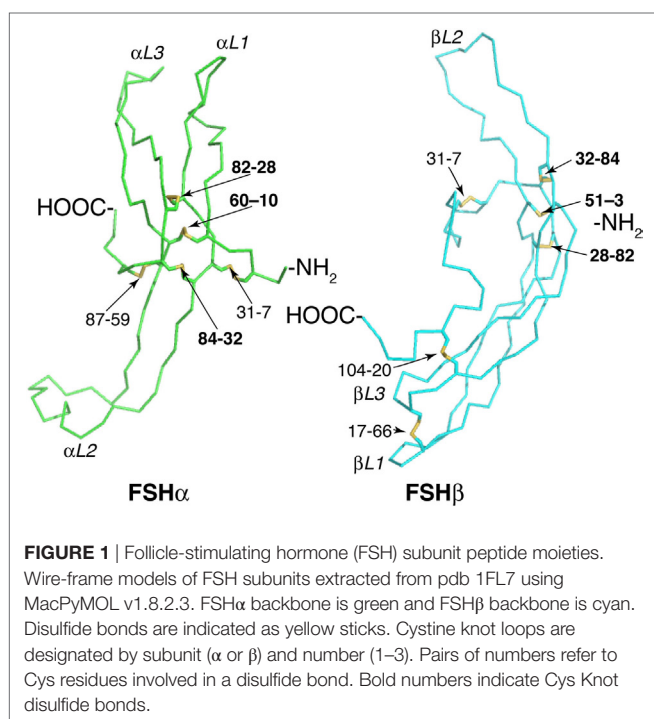 αL3
αL1
82-28
60–10
HOOC-
-NH2
87-59
84-32
31-7
αL2
FSHα
βL2
31-7
32-84
51–3
-NH2
28-82
HOOC-
104-20
βL3
17-66
βL1
FSHβ
FIGURE 1 | Follicle-stimulating hormone (FSH) subunit peptide moieties.
Wire-frame models of FSH subunits extracted from pdb 1FL7 using
MacPyMOL v1.8.2.3. FSHα backbone is green and FSHβ backbone is cyan.
Disulfide bonds are indicated as yellow sticks. Cystine knot loops are
designated by subunit (α or β) and number (1–3). Pairs of numbers refer to
Cys residues involved in a disulfide bond. Bold numbers indicate Cys Knot
disulfide bonds.